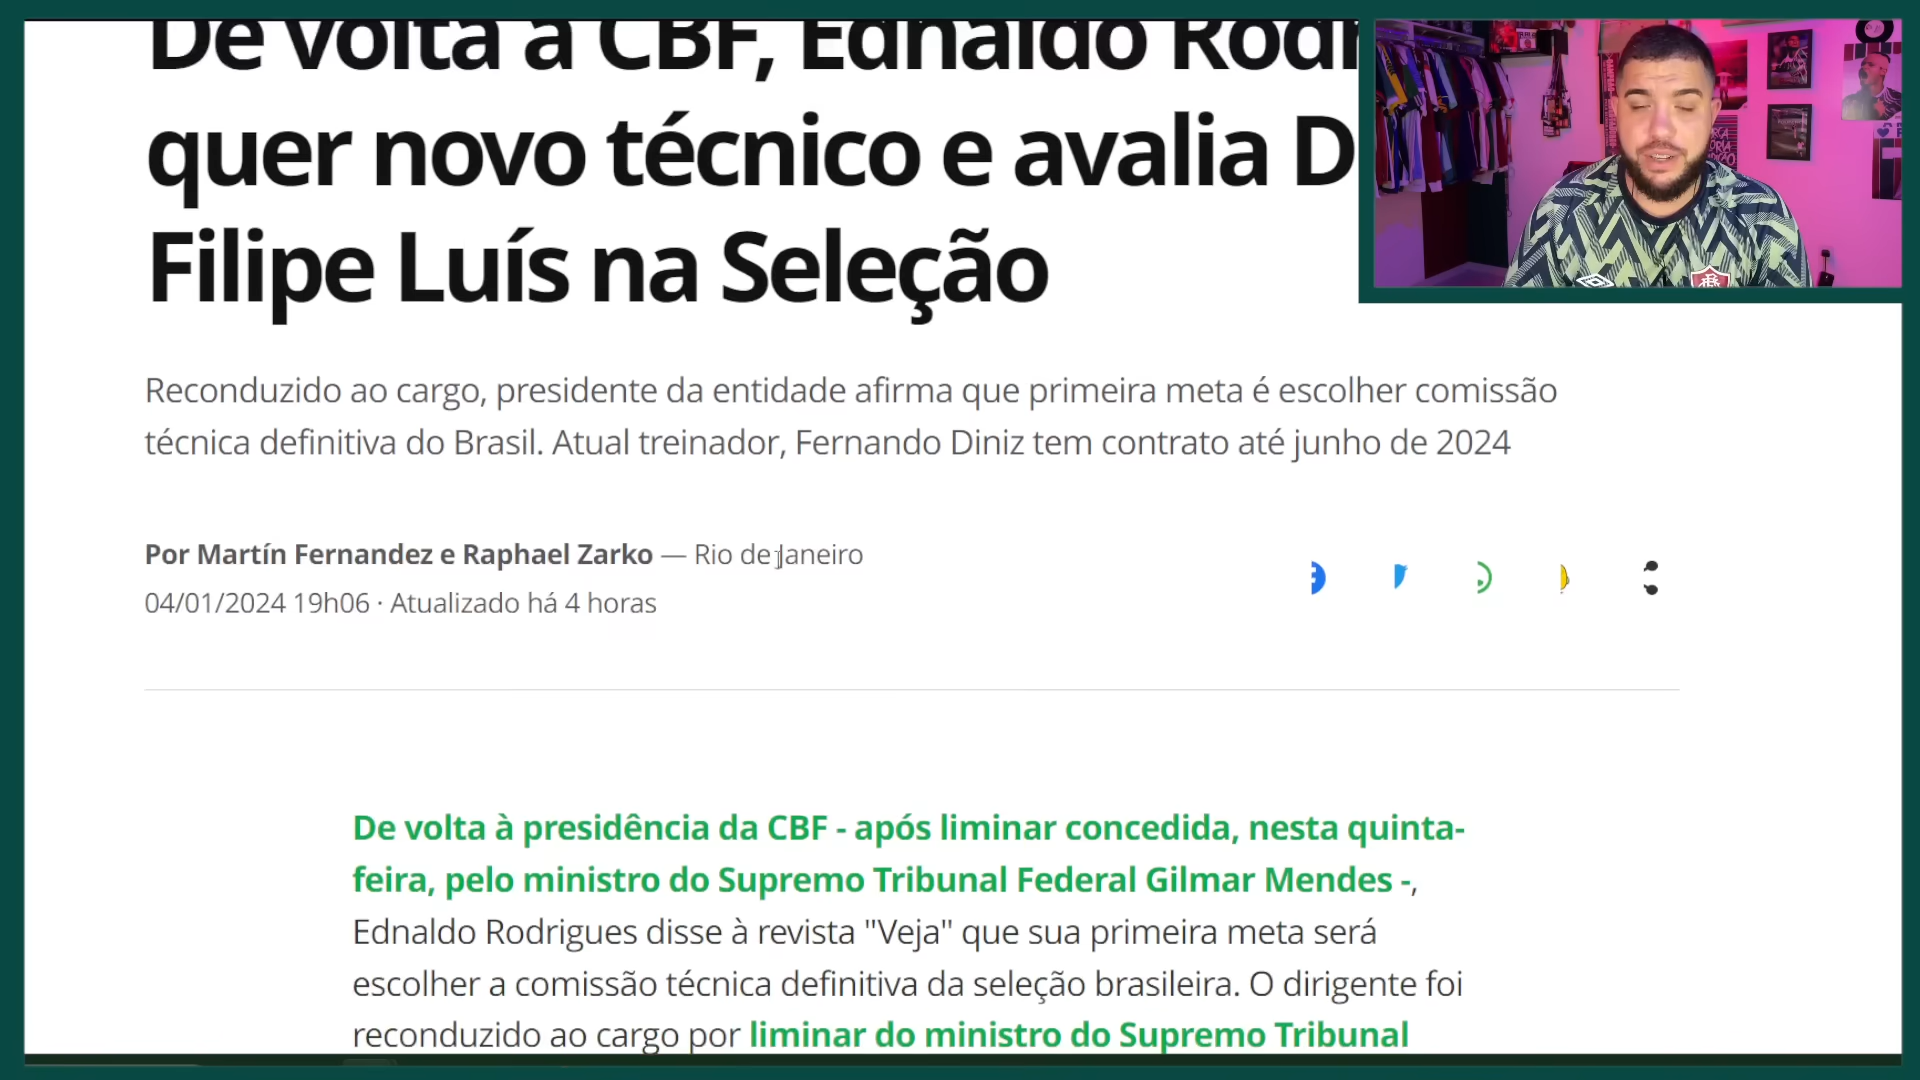 De volta à CBF, Ednaldo Rodr
quer novo técnico e avalia D
Filipe Luís na Seleção
Reconduzido ao cargo, presidente da entidade afirma que primeira meta é escolher comissão
técnica definitiva do Brasil. Atual treinador, Fernando Diniz tem contrato até junho de 2024
Por Martín Fernandez e Raphael Zarko — Rio de Janeiro
04/01/2024 19h06 · Atualizado há 4 horas
De volta à presidência da CBF - após liminar concedida, nesta quinta-
feira, pelo ministro do Supremo Tribunal Federal Gilmar Mendes -,
Ednaldo Rodrigues disse à revista "Veja" que sua primeira meta será
escolher a comissão técnica definitiva da seleção brasileira. O dirigente foi
reconduzido ao cargo por liminar do ministro do Supremo Tribunal